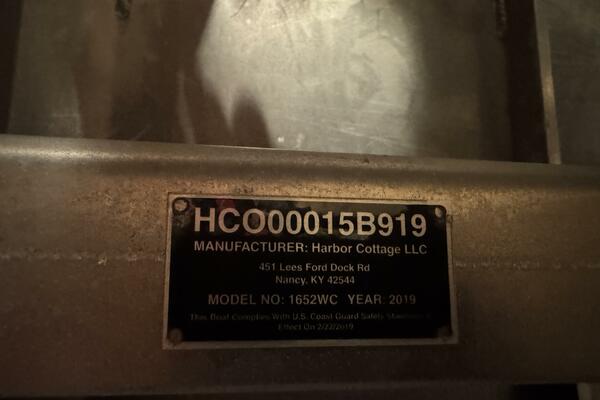 HCO00015B919
MANUFACTURER: Harbor Cottage LLC
451 Lees Ford Dock Rd
Nancy, KY 42544
MODEL NO: 1652WC YEAR: 2019
This Boat Complies With U.S. Coast Guard Safety Standards
Effect On 2/22/2019